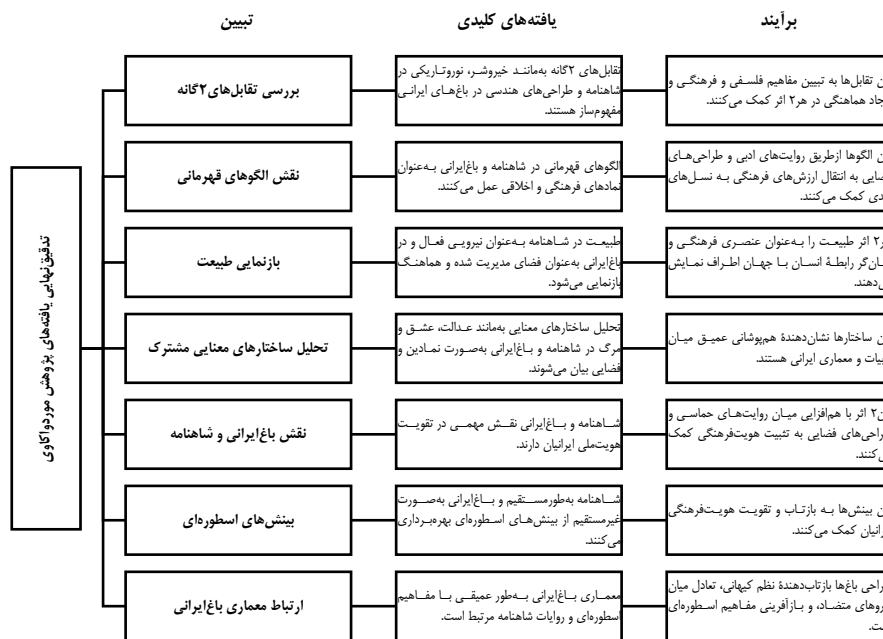 تبیین
یافته‌های کلیدی
برآیند
تدقیق‌نهایی یافته‌های پژوهش موردواکاوی
بررسی تقابل‌های۲گانه
تقابل‌های ۲گانه به‌مانند خیروشر، نوروتاریکی در
شاهنامه و طراحی‌های هندسی در باغ‌های ایرانی
مفهوم‌ساز هستند.
تقابل‌ها به تبیین مفاهیم فلسفی و فرهنگی و
هماهنگی در هر۲ اثر کمک می‌کنند.
نقش الگوهای قهرمانی
الگوهای قهرمانی در شاهنامه و باغ‌ایرانی به‌عنوان
نمادهای فرهنگی و اخلاقی عمل می‌کنند.
الگوها ازطریق روایت‌های ادبی و طراحی‌های
به انتقال ارزش‌های فرهنگی به نسل‌های
کمک می‌کنند.
بازنمایی طبیعت
طبیعت در شاهنامه به‌عنوان نیرویی فعال و در
باغ‌ایرانی به‌عنوان فضای مدیریت شده و هماهنگ
بازنمایی می‌شود.
اثر طبیعت را به‌عنوان عنصری فرهنگی و
رابطهٔ انسان با جهان اطراف نمایش
تحلیل ساختارهای معنایی مشترک
تحلیل ساختارهای معنایی به‌مانند عدالت، عشق و
مرگ در شاهنامه و باغ‌ایرانی به‌صورت نمادین و
فضایی بیان می‌شوند.
ساختارها نشان‌دهندهٔ هم‌پوشانی عمیق میان
و معماری ایرانی هستند.
نقش باغ‌ایرانی و شاهنامه
شاهنامه و باغ‌ایرانی نقش مهمی در تقویت
هویت‌ملی ایرانیان دارند.
اثر با هم‌افزایی میان روایت‌های حماسی و
فضایی به تثبیت هویت‌فرهنگی کمک
بینش‌های اسطوره‌ای
شاهنامه به‌طورمستقیم و باغ‌ایرانی به‌صورت
غیرمستقیم از بینش‌های اسطوره‌ای بهره‌برداری
می‌کنند.
بینش‌ها به بازتاب و تقویت هویت‌فرهنگی
کمک می‌کنند.
ارتباط معماری باغ‌ایرانی
معماری باغ‌ایرانی به‌طور عمیقی با مفاهیم
اسطوره‌ای و روایات شاهنامه مرتبط است.
باغ‌ها بازتاب‌دهندهٔ نظم کیهانی، تعادل میان
متضاد، و بازآفرینی مفاهیم اسطوره‌ای